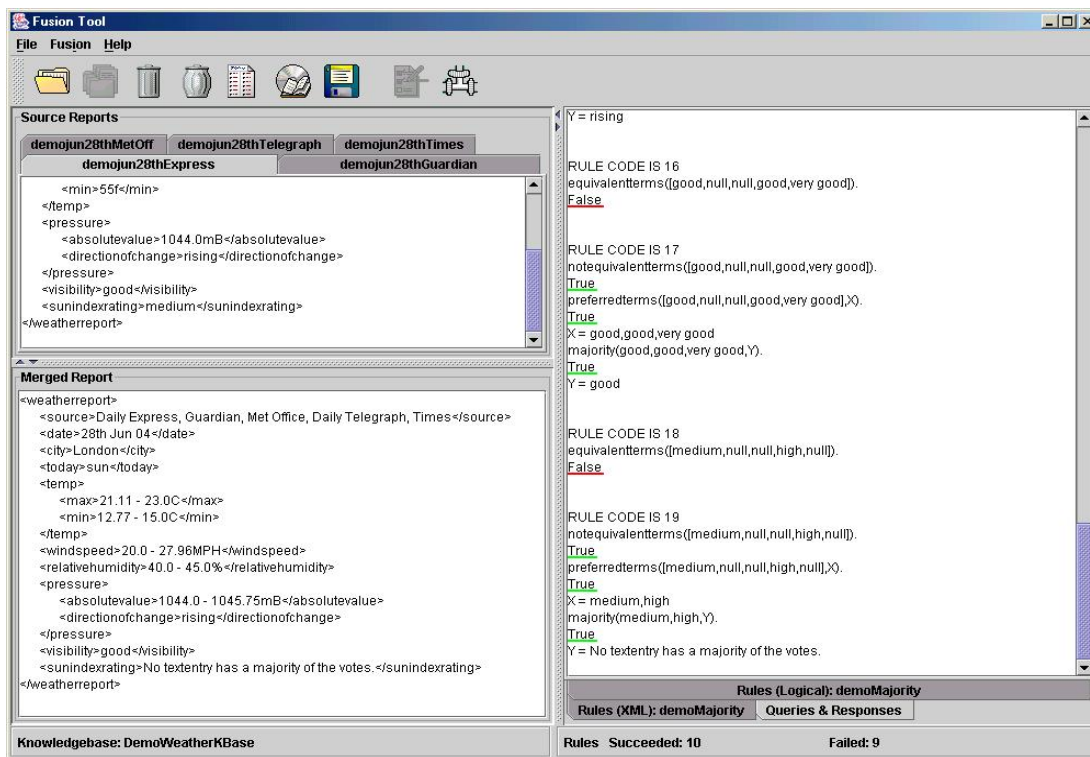 Fusion Tool
File Fusion Help
Source Reports
demojun28thMetOff demojun28thTelegraph demojun28thTimes
demojun28thExpress demojun28thGuardian
<min>55f</min>
</temp>
<pressure>
<absolutevalue>1044.0mB</absolutevalue>
<directionofchange>rising</directionofchange>
</pressure>
<visibility>good</visibility>
<sunindexrating>medium</sunindexrating>
</weatherreport>
Merged Report
<weatherreport>
<source>Daily Express, Guardian, Met Office, Daily Telegraph, Times</source>
<date>28th Jun 04</date>
<city>London</city>
<today>sun</today>
<temp>
<max>21.11 - 23.0C</max>
<min>12.77 - 15.0C</min>
</temp>
<windspeed>20.0 - 27.96MPH</windspeed>
<relativehumidity>40.0 - 45.0%</relativehumidity>
<pressure>
<absolutevalue>1044.0 - 1045.75mB</absolutevalue>
<directionofchange>rising</directionofchange>
</pressure>
<visibility>good</visibility>
<sunindexrating>No textentry has a majority of the votes.</sunindexrating>
</weatherreport>
Y = rising
RULE CODE IS 16
equivalentterms([good,null,null,good,very good]).
False
RULE CODE IS 17
notequivalentterms([good,null,null,good,very good]).
True
preferredterms([good,null,null,good,very good],X).
True
X = good,good,very good
majority(good,good,very good,Y).
True
Y = good
RULE CODE IS 18
equivalentterms([medium,null,null,high,null]).
False
RULE CODE IS 19
notequivalentterms([medium,null,null,high,null]).
True
preferredterms([medium,null,null,high,null],X).
True
X = medium,high
majority(medium,high,Y).
True
Y = No textentry has a majority of the votes.
Rules (Logical): demoMajority
Rules (XML): demoMajority Queries & Responses
Knowledgebase: DemoWeatherKBase
Rules Succeeded: 10 Failed: 9